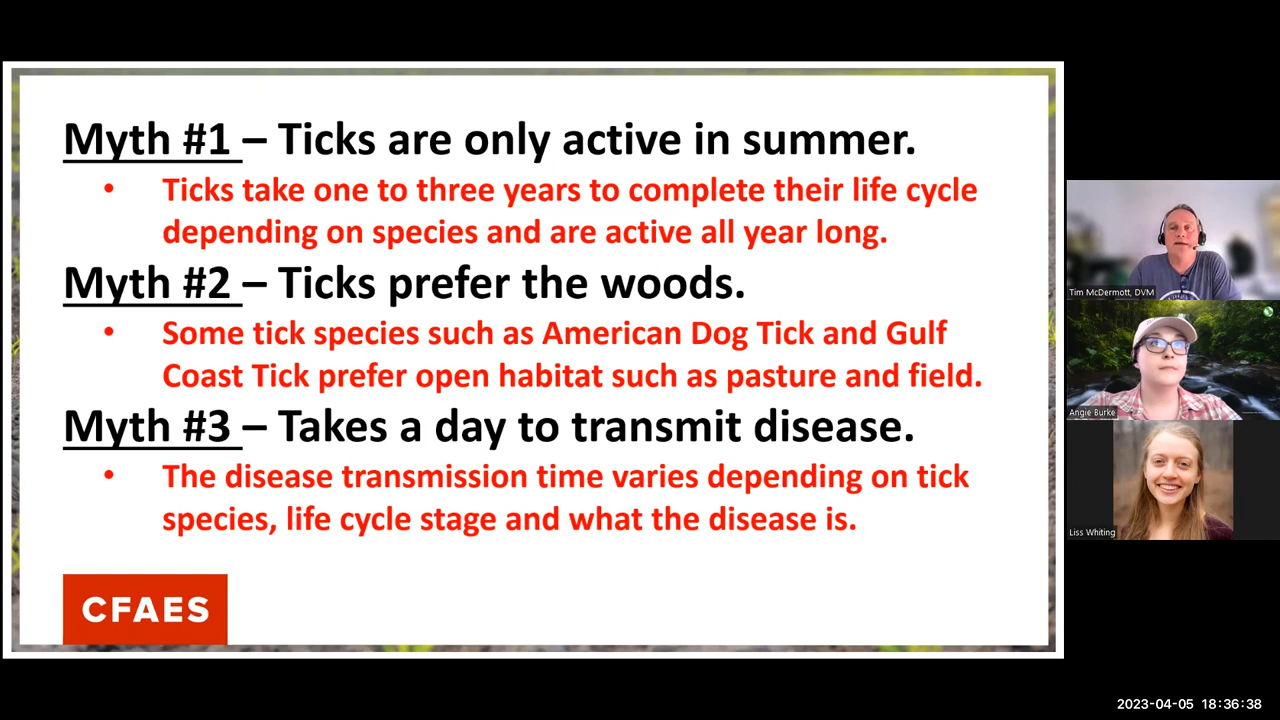 Myth #1 – Ticks are only active in summer.
• Ticks take one to three years to complete their life cycle
depending on species and are active all year long.
Myth #2 – Ticks prefer the woods.
• Some tick species such as American Dog Tick and Gulf
Coast Tick prefer open habitat such as pasture and field.
Myth #3 – Takes a day to transmit disease.
• The disease transmission time varies depending on tick
species, life cycle stage and what the disease is.
CFAES
Tim McDermott, DVM
Angie Burke
Liss Whiting
2023-04-05 18:36:38